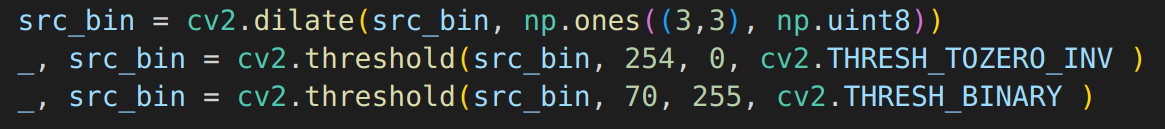 src_bin = cv2.dilate(src_bin, np.ones((3,3), np.uint8))
_, src_bin = cv2.threshold(src_bin, 254, 0, cv2.THRESH_TOZERO_INV )
_, src_bin = cv2.threshold(src_bin, 70, 255, cv2.THRESH_BINARY )